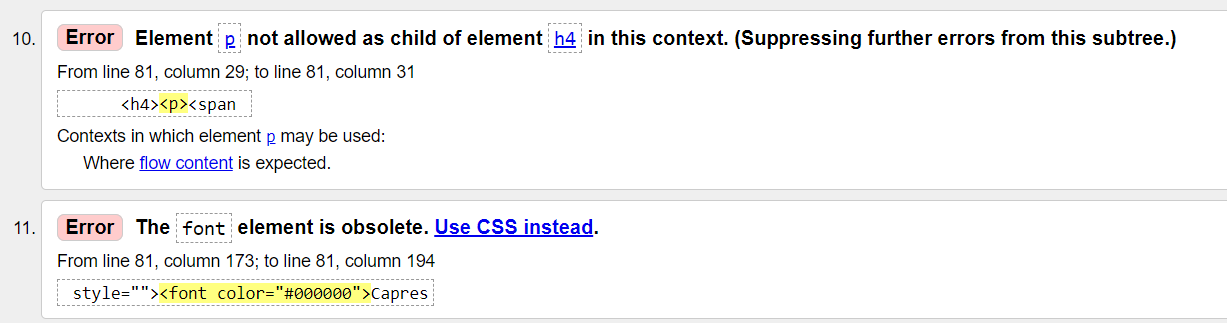 10. Error Element p not allowed as child of element h4 in this context. (Suppressing further errors from this subtree.)
From line 81, column 29; to line 81, column 31
<h4><p><span
Contexts in which element p may be used:
Where flow content is expected.
11. Error The font element is obsolete. Use CSS instead.
From line 81, column 173; to line 81, column 194
style=""><font color="#000000">Capres